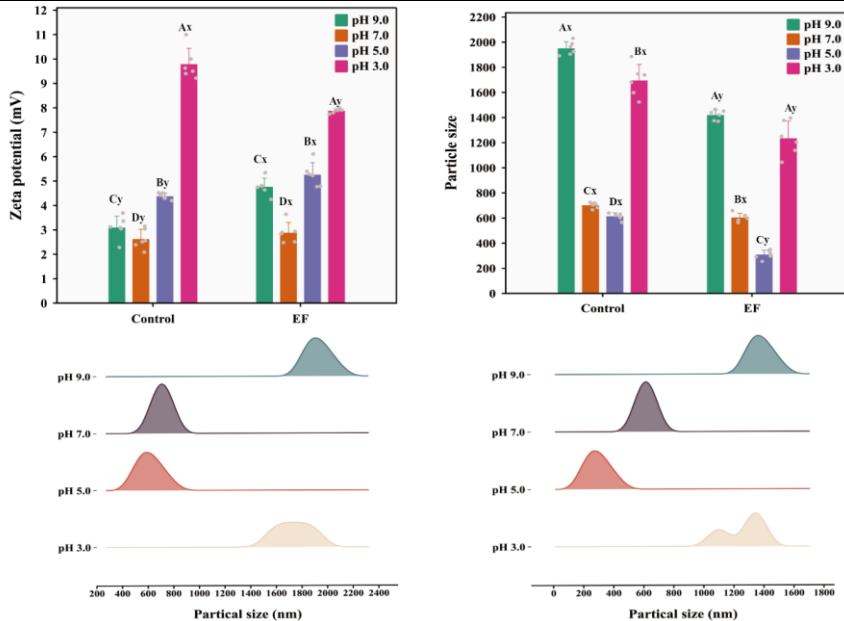 Zeta potential (mV)
12
11
10
9
8
7
6
5
4
3
2
1
0
pH 9.0
pH 7.0
pH 5.0
pH 3.0
Cy
Dy
By
Ax
Cx
Dx
Bx
Ay
Control
EF
Particle size
2200
2000
1800
1600
1400
1200
1000
800
600
400
200
0
pH 9.0
pH 7.0
pH 5.0
pH 3.0
Ax
Cx
Dx
Bx
Ay
Bx
Cy
Ay
Control
EF
pH 9.0
pH 7.0
pH 5.0
pH 3.0
200 400 600 800 1000 1200 1400 1600 1800 2000 2200 2400
Partical size (nm)
pH 9.0
pH 7.0
pH 5.0
pH 3.0
0 200 400 600 800 1000 1200 1400 1600 1800
Partical size (nm)